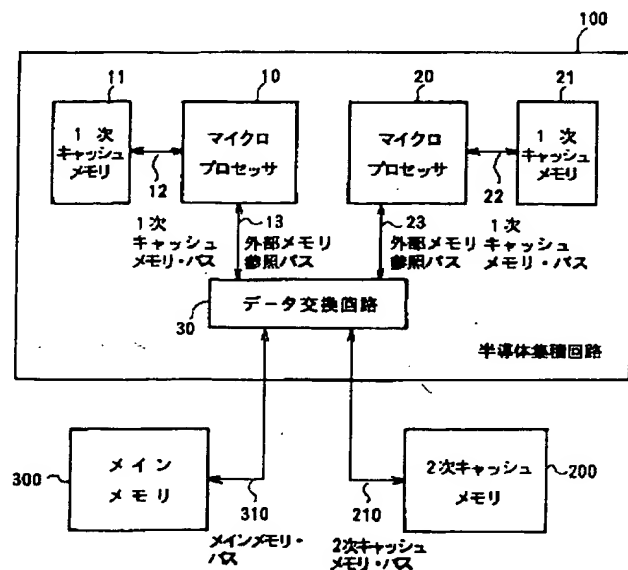 100
11
10
20
21
1 次
キャッシュ
メモリ
マイクロ
プロセッサ
マイクロ
プロセッサ
1 次
キャッシュ
メモリ
12
22
13
23
1 次
キャッシュ
メモリ・バス
外部メモリ
参照バス
外部メモリ
参照バス
1 次
キャッシュ
メモリ・バス
30
データ交換回路
半導体集積回路
300
メイン
メモリ
2次キャッシュ
メモリ
200
310
210
メインメモリ・
バス
2次キャッシュ
メモリ・バス